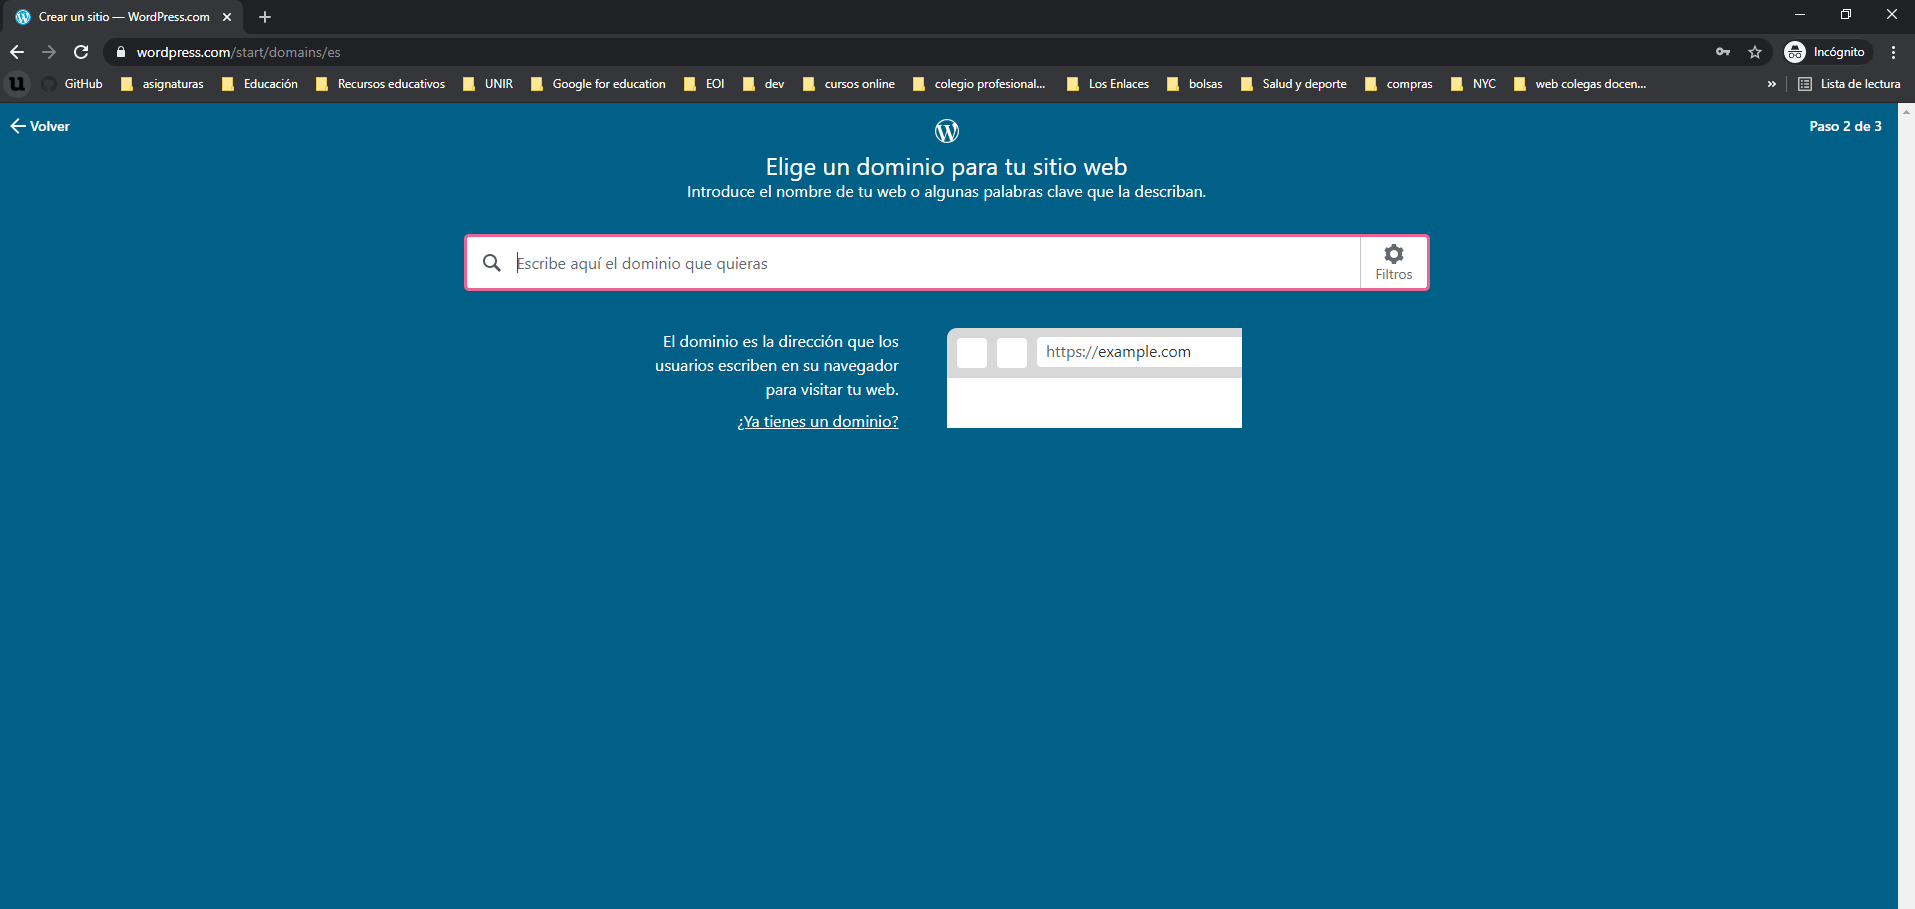 Crear un sitio — WordPress.com
wordpress.com/start/domains/es
Incógnito
GitHub asignaturas Educación Recursos educativos UNIR Google for education EOI dev cursos online colegio profesional... Los Enlaces bolsas Salud y deporte compras NYC web colegas docen... » Lista de lectura
Volver
Paso 2 de 3
Elige un dominio para tu sitio web
Introduce el nombre de tu web o algunas palabras clave que la describan.
Escribe aquí el dominio que quieras
Filtros
El dominio es la dirección que los
usuarios escriben en su navegador
para visitar tu web.
¿Ya tienes un dominio?
https://example.com